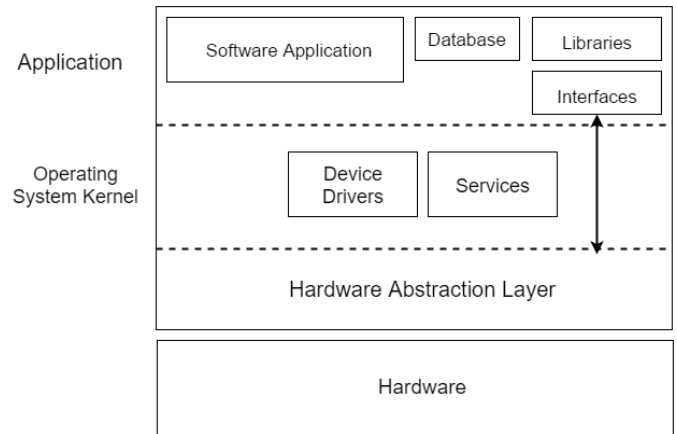 Application
Software Application
Database
Libraries
Interfaces
Operating
System Kernel
Device
Drivers
Services
Hardware Abstraction Layer
Hardware